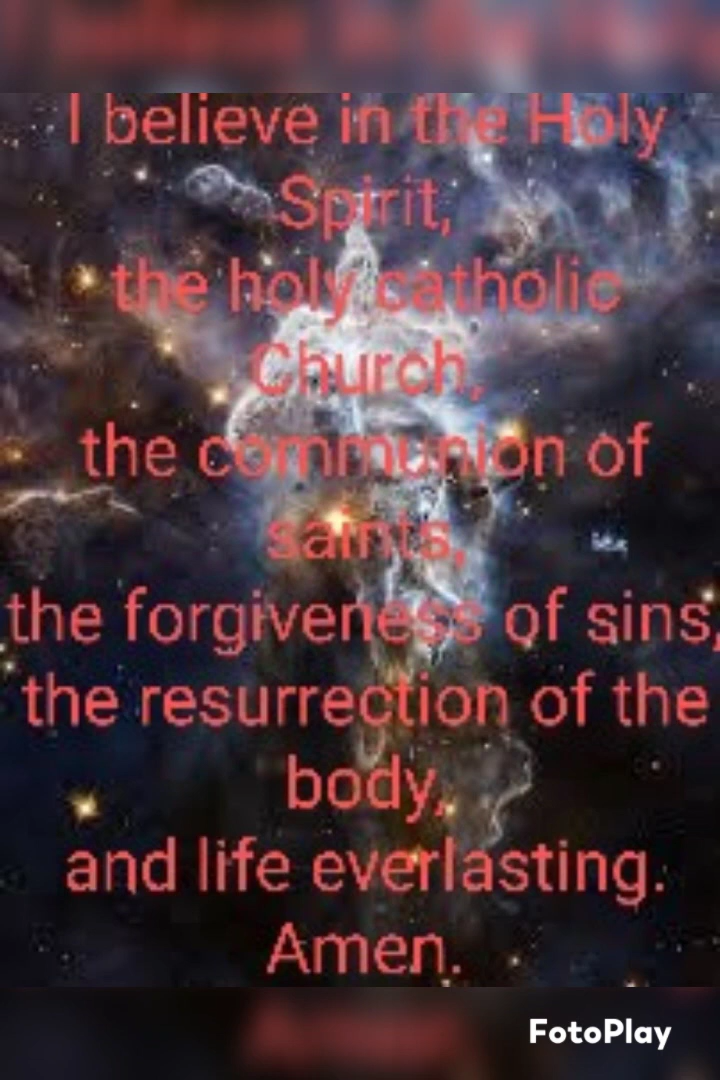 I believe in the Holy
Spirit,
the holy catholic
Church,
the communion of
saints,
the forgiveness of sins,
the resurrection of the
body,
and life everlasting.
Amen.
FotoPlay